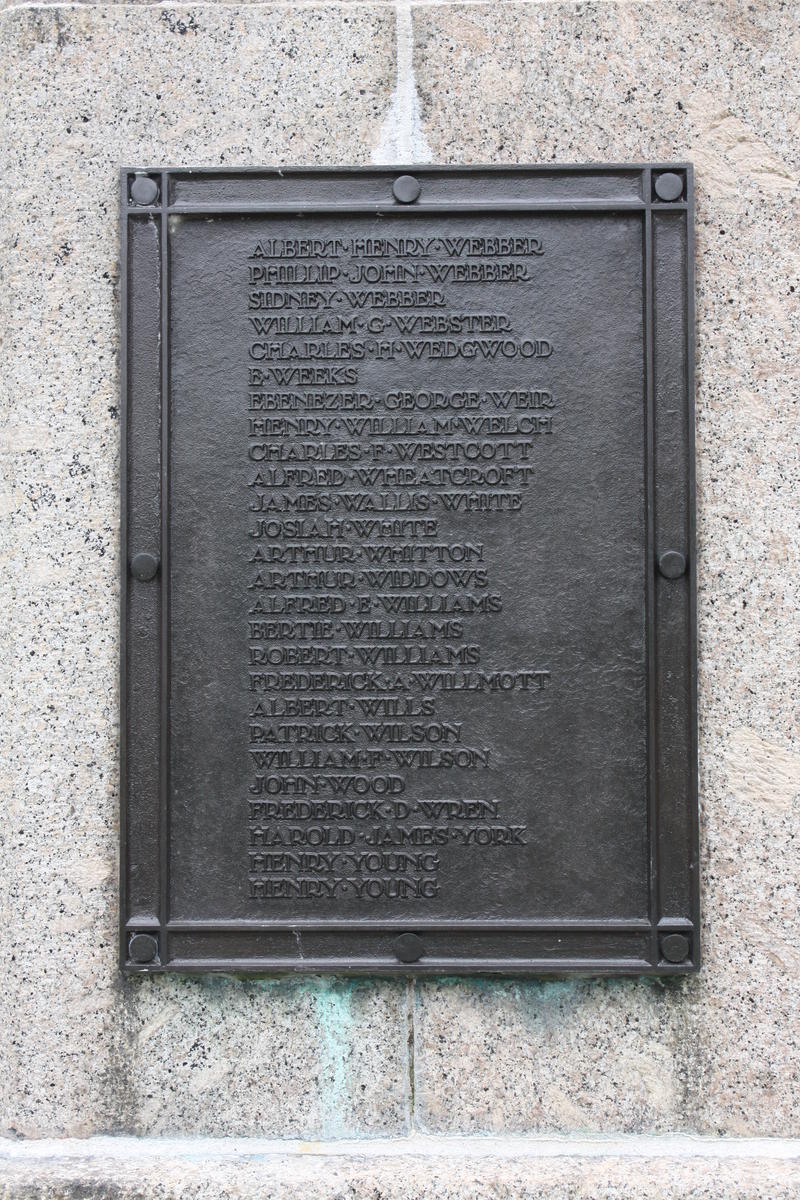 ALBERT·HENRY·WEBBER
PHILLIP·JOHN·WEBBER
SIDNEY·WEBBER
WILLIAM·G·WEBSTER
CHARLES·H·WEDGWOOD
E·WEEKS
EBENEZER·GEORGE·WEIR
HENRY·WILLIAM·WELCH
CHARLES·F·WESTCOTT
ALFRED·WHEATCROFT
JAMES·WALLIS·WHITE
JOSIAH·WHITE
ARTHUR·WHITTON
ARTHUR·WIDDOWS
ALFRED·E·WILLIAMS
BERTIE·WILLIAMS
ROBERT·WILLIAMS
FREDERICK·A·WILLMOTT
ALBERT·WILLS
PATRICK·WILSON
WILLIAM·F·WILSON
JOHN·WOOD
FREDERICK·D·WREN
HAROLD·JAMES·YORK
HENRY·YOUNG
HENRY·YOUNG